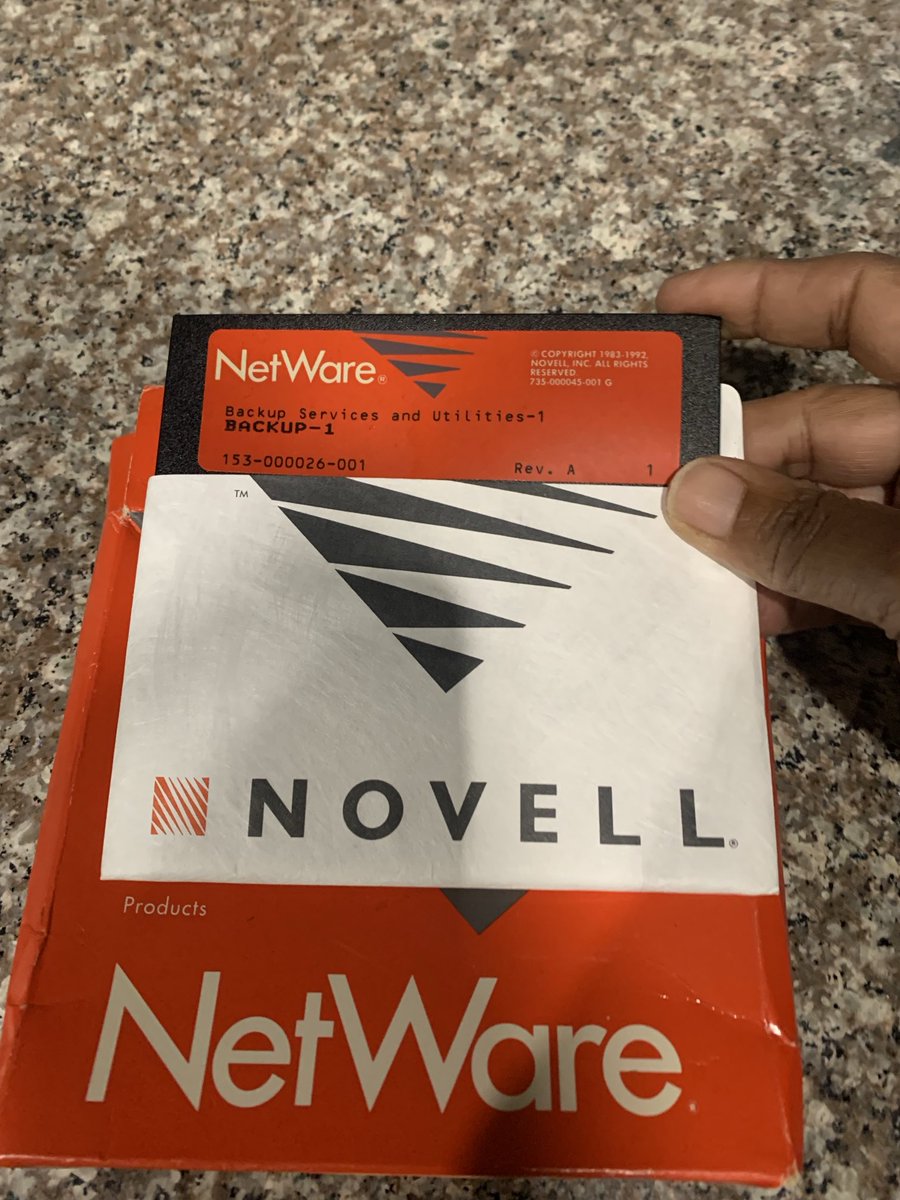 NetWare®
© COPYRIGHT 1983-1992,
NOVELL, INC. ALL RIGHTS
RESERVED.
735-000045-001 G
Backup Services and Utilities-1
BACKUP-1
153-000026-001 Rev. A 1
TM
NOVELL®
Products
NetWare